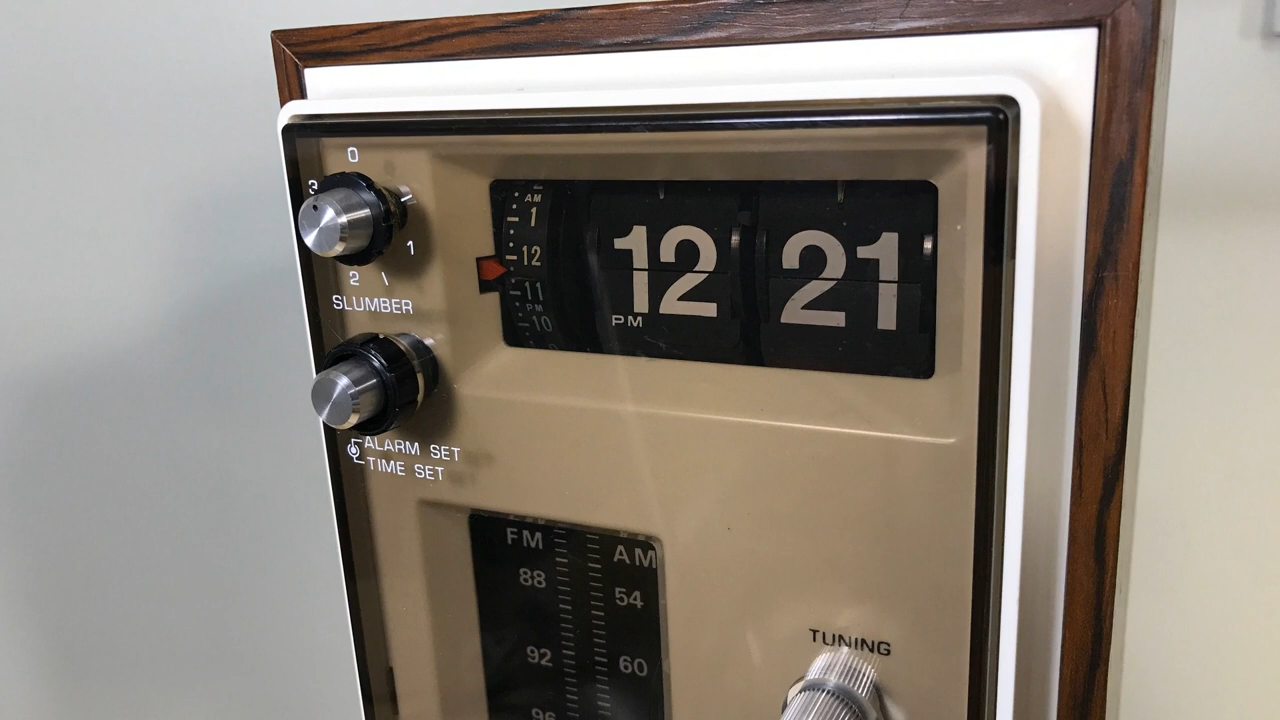 0
3
1
2
SLUMBER
ALARM SET
TIME SET
AM
1
12
11
PM
10
12 21
PM
FM AM
88 54
92 60
96
TUNING